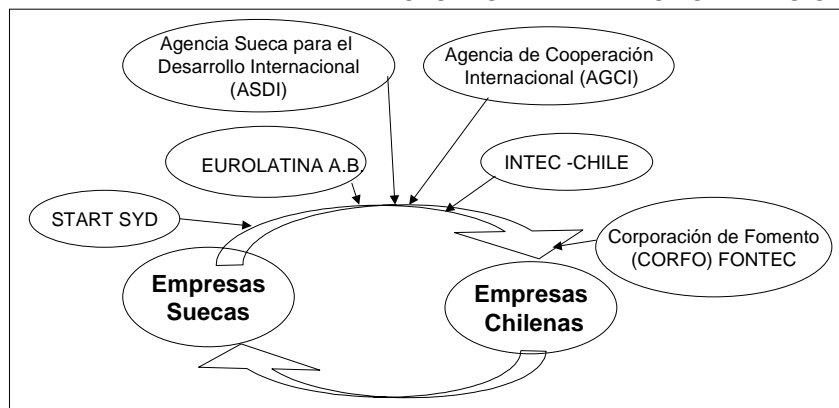 Agencia Sueca para el
Desarrollo Internacional
(ASDI)
Agencia de Cooperación
Internacional (AGCI)
EUROLATINA A.B.
INTEC -CHILE
START SYD
Corporación de Fomento
(CORFO) FONTEC
Empresas
Suecas
Empresas
Chilenas